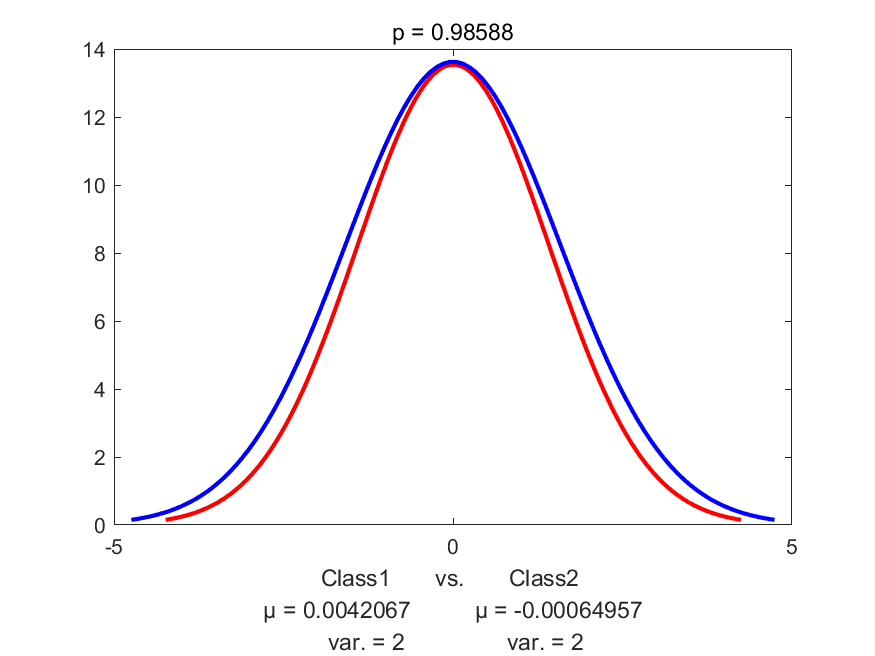 p = 0.98588
14
12
10
8
6
4
2
0
-5 0 5
Class1 vs. Class2
μ = 0.0042067 μ = -0.00064957
var. = 2 var. = 2